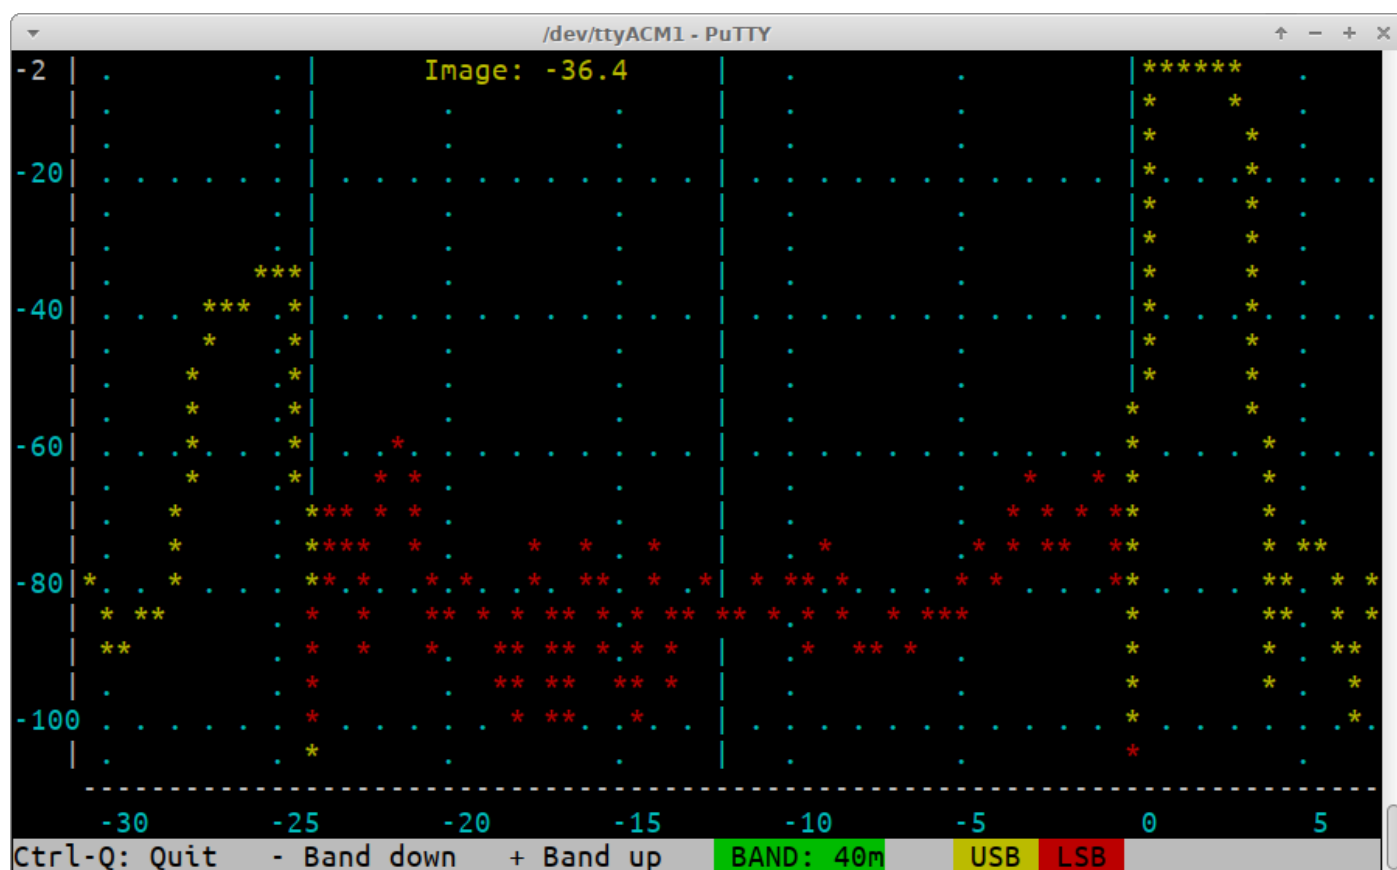 /dev/ttyACM1 - PuTTY
-2 Image: -36.4
-20
-40
-60
-80
-100
-30 -25 -20 -15 -10 -5 0 5
Ctrl-Q: Quit - Band down + Band up BAND: 40m USB LSB